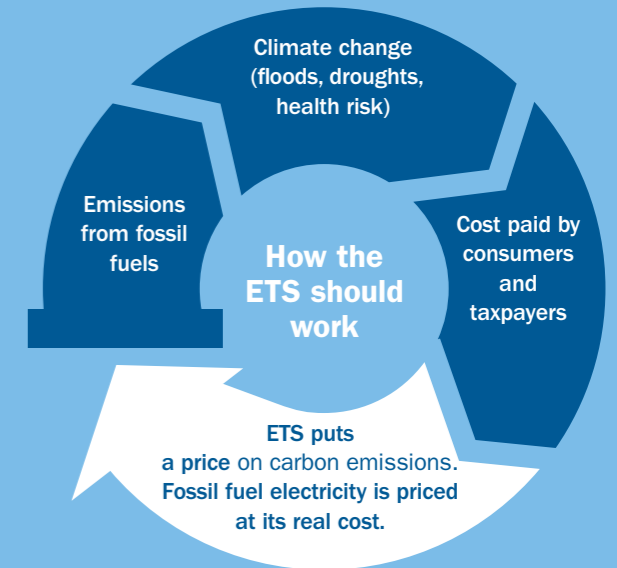 Climate change
(floods, droughts,
health risk)
Emissions
from fossil
fuels
Cost paid by
consumers
and
taxpayers
How the
ETS should
work
ETS puts
a price on carbon emissions.
Fossil fuel electricity is priced
at its real cost.